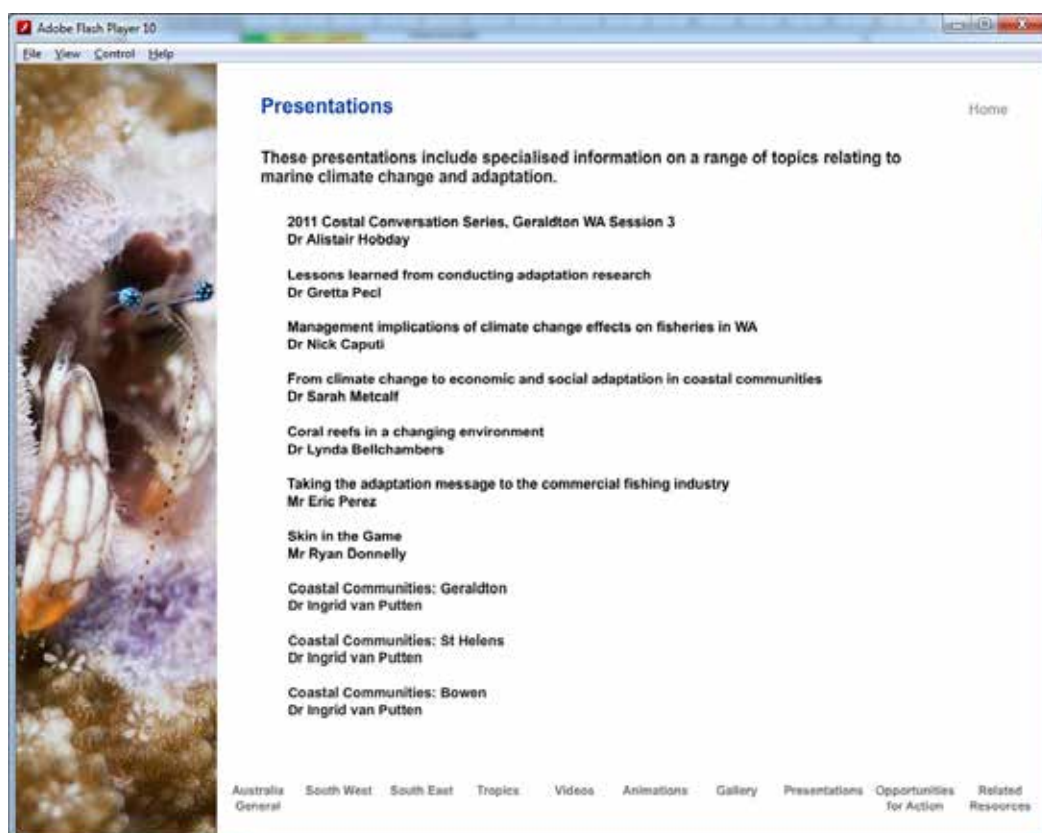 Adobe Flash Player 10
File View Control Help
Presentations
Home
These presentations include specialised information on a range of topics relating to
marine climate change and adaptation.
2011 Costal Conversation Series, Geraldton WA Session 3
Dr Alistair Hobday
Lessons learned from conducting adaptation research
Dr Gretta Pecl
Management implications of climate change effects on fisheries in WA
Dr Nick Caputi
From climate change to economic and social adaptation in coastal communities
Dr Sarah Metcalf
Coral reefs in a changing environment
Dr Lynda Bellchambers
Taking the adaptation message to the commercial fishing industry
Mr Eric Perez
Skin in the Game
Mr Ryan Donnelly
Coastal Communities: Geraldton
Dr Ingrid van Putten
Coastal Communities: St Helens
Dr Ingrid van Putten
Coastal Communities: Bowen
Dr Ingrid van Putten
Australia General
South West
South East
Tropics
Videos
Animations
Gallery
Presentations
Opportunities for Action
Related Resources